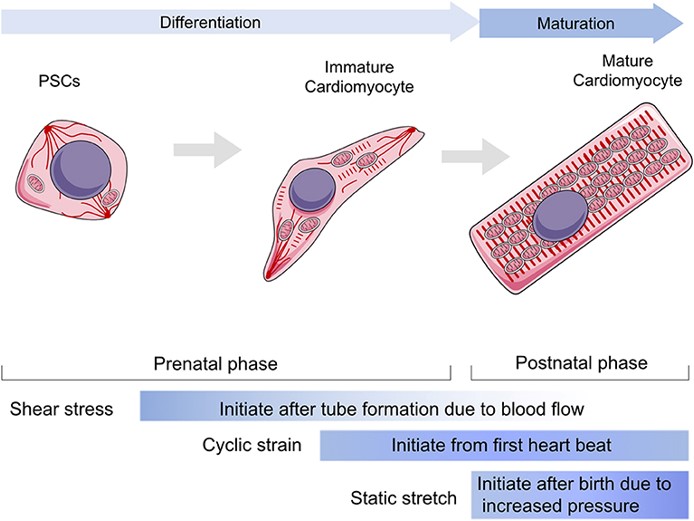 Differentiation
Maturation
PSCs
Immature
Cardiomyocyte
Mature
Cardiomyocyte
Prenatal phase
Postnatal phase
Shear stress
Initiate after tube formation due to blood flow
Cyclic strain
Initiate from first heart beat
Static stretch
Initiate after birth due to
increased pressure